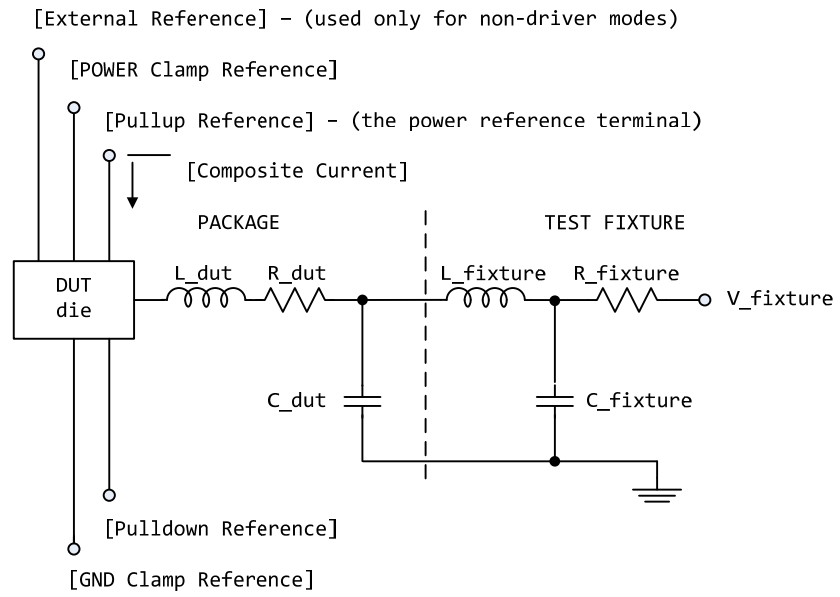 [External Reference] – (used only for non-driver modes)
[POWER Clamp Reference]
[Pullup Reference] – (the power reference terminal)
[Composite Current]
PACKAGE
TEST FIXTURE
DUT
die
L_dut
R_dut
L_fixture
R_fixture
V_fixture
C_dut
C_fixture
[Pulldown Reference]
[GND Clamp Reference]